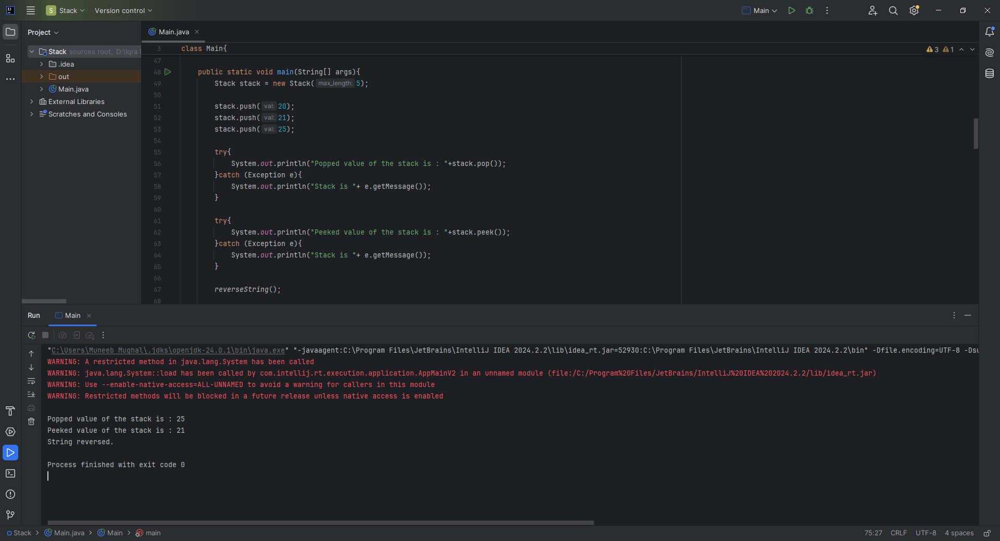 S Stack Version control Main
Project
Main.java
Stack sources root, D:\Iqra
.idea
out
Main.java
External Libraries
Scratches and Consoles
3 class Main{
3 1
47
48 public static void main(String[] args){
49 Stack stack = new Stack( max_length: 5);
50
51 stack.push( val: 20);
52 stack.push( val: 21);
53 stack.push( val: 25);
54
55 try{
56 System.out.println("Popped value of the stack is : "+stack.pop());
57 }catch (Exception e){
58 System.out.println("Stack is "+ e.getMessage());
59 }
60
61 try{
62 System.out.println("Peeked value of the stack is : "+stack.peek());
63 }catch (Exception e){
64 System.out.println("Stack is "+ e.getMessage());
65 }
66
67 reverseString();
68
Run Main
"C:\Users\Muneeb Mughal\.jdks\openjdk-24.0.1\bin\java.exe" "-javaagent:C:\Program Files\JetBrains\IntelliJ IDEA 2024.2.2\lib\idea_rt.jar=52930:C:\Program Files\JetBrains\IntelliJ IDEA 2024.2.2\bin" -Dfile.encoding=UTF-8 -Dsu
WARNING: A restricted method in java.lang.System has been called
WARNING: java.lang.System::load has been called by com.intellij.rt.execution.application.AppMainV2 in an unnamed module (file:/C:/Program%20Files/JetBrains/IntelliJ%20IDEA%202024.2.2/lib/idea_rt.jar)
WARNING: Use --enable-native-access=ALL-UNNAMED to avoid a warning for callers in this module
WARNING: Restricted methods will be blocked in a future release unless native access is enabled
Popped value of the stack is : 25
Peeked value of the stack is : 21
String reversed.
Process finished with exit code 0
Stack > Main.java > Main > main
75:27 CRLF UTF-8 4 spaces